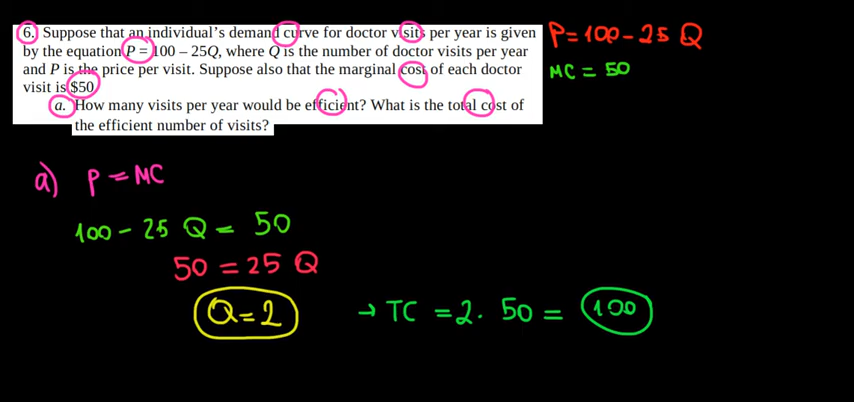 6. Suppose that an individual's demand curve for doctor visits per year is given
by the equation P = 100 – 25Q, where Q is the number of doctor visits per year
and P is the price per visit. Suppose also that the marginal cost of each doctor
visit is $50.
a. How many visits per year would be efficient? What is the total cost of
the efficient number of visits?
P = 100 - 25 Q
MC = 50
a) P = MC
100 - 25 Q = 50
50 = 25 Q
Q = 2 → TC = 2 . 50 = 100